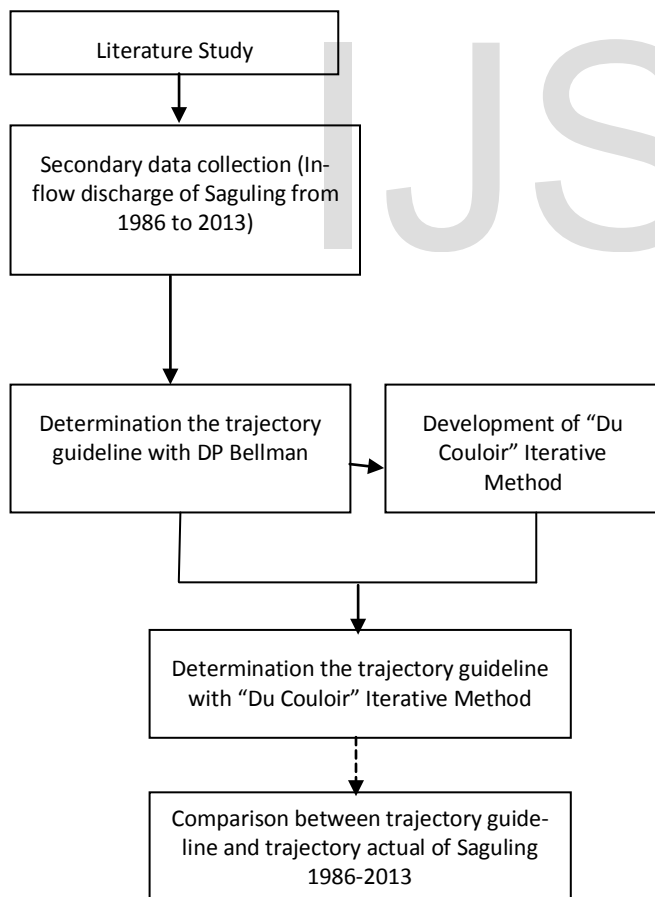 IJS
Literature Study
Secondary data collection (In-
flow discharge of Saguling from
1986 to 2013)
Determination the trajectory
guideline with DP Bellman
Development of “Du
Couloir” Iterative
Method
Determination the trajectory guideline
with “Du Couloir” Iterative Method
Comparison between trajectory guide-
line and trajectory actual of Saguling
1986-2013